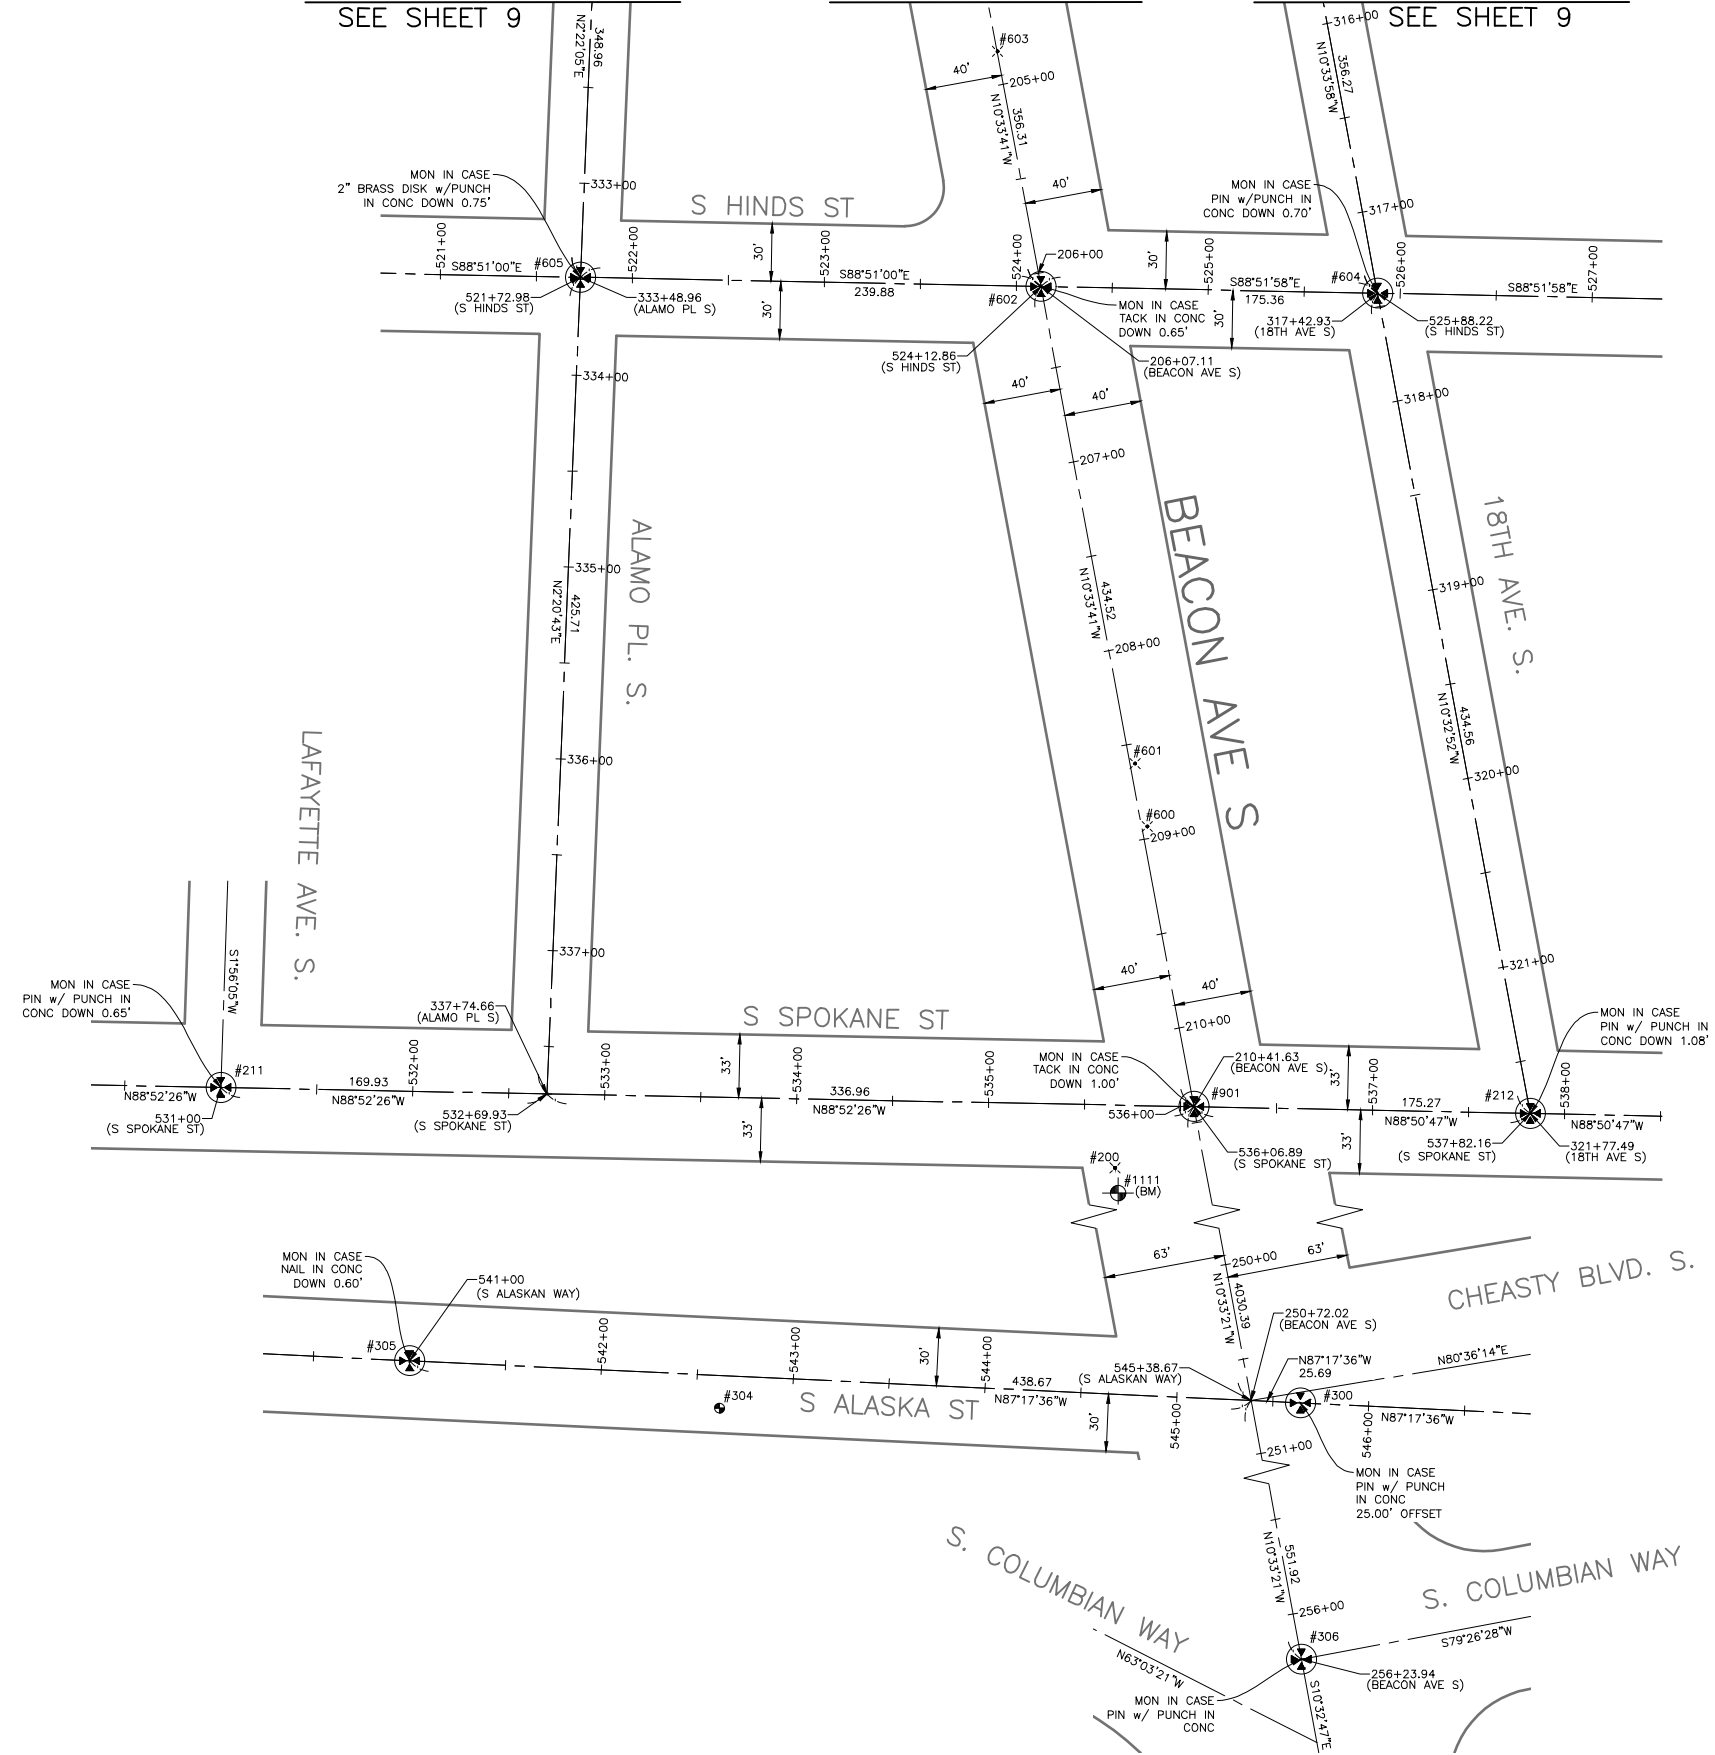 SEE SHEET 9
SEE SHEET 9
348.96
N2°22'05"E
#603
40'
205+00
356.31
N10°33'41"W
316+00
356.27
N10°33'58"W
MON IN CASE
2" BRASS DISK w/PUNCH
IN CONC DOWN 0.75'
333+00
S HINDS ST
40'
MON IN CASE
PIN w/PUNCH IN
CONC DOWN 0.70'
317+00
521+00
S88°51'00"E
#605
522+00
30'
523+00
S88°51'00"E
239.88
524+00
206+00
30'
525+00
S88°51'58"E
175.36
#604
526+00
S88°51'58"E
527+00
521+72.98
(S HINDS ST)
333+48.96
(ALAMO PL S)
30'
#602
MON IN CASE
TACK IN CONC
DOWN 0.65'
30'
317+42.93
(18TH AVE S)
525+88.22
(S HINDS ST)
524+12.86
(S HINDS ST)
206+07.11
(BEACON AVE S)
334+00
40'
40'
318+00
207+00
ALAMO PL. S.
BEACON AVE S
18TH AVE. S.
335+00
425.71
N2°20'43"E
434.52
N10°33'41"W
319+00
208+00
434.56
N10°32'52"W
LAFAYETTE AVE. S.
336+00
#601
320+00
#600
209+00
337+00
S1°56'05"W
40'
321+00
MON IN CASE
PIN w/ PUNCH IN
CONC DOWN 0.65'
337+74.66
(ALAMO PL S)
40'
S SPOKANE ST
210+00
MON IN CASE
PIN w/ PUNCH IN
CONC DOWN 1.08'
#211
532+00
533+00
33'
534+00
535+00
MON IN CASE
TACK IN CONC
DOWN 1.00'
210+41.63
(BEACON AVE S)
33'
537+00
538+00
N88°52'26"W
169.93
N88°52'26"W
336.96
N88°52'26"W
#901
175.27
N88°50'47"W
#212
N88°50'47"W
531+00
(S SPOKANE ST)
532+69.93
(S SPOKANE ST)
33'
536+00
536+06.89
(S SPOKANE ST)
33'
537+82.16
(S SPOKANE ST)
321+77.49
(18TH AVE S)
#200
#1111
(BM)
MON IN CASE
NAIL IN CONC
DOWN 0.60'
541+00
(S ALASKAN WAY)
63'
250+00
63'
4030.39
N10°33'21"W
CHEASTY BLVD. S.
250+72.02
(BEACON AVE S)
#305
542+00
543+00
30'
544+00
438.67
N87°17'36"W
545+38.67
(S ALASKAN WAY)
N87°17'36"W
25.69
N80°36'14"E
#304
S ALASKA ST
30'
545+00
#300
546+00
N87°17'36"W
251+00
MON IN CASE
PIN w/ PUNCH
IN CONC
25.00' OFFSET
S. COLUMBIAN WAY
551.92
N10°33'21"W
S. COLUMBIAN WAY
256+00
#306
S79°26'28"W
N63°03'21"W
256+23.94
(BEACON AVE S)
MON IN CASE
PIN w/ PUNCH IN
CONC
S10°32'47"E